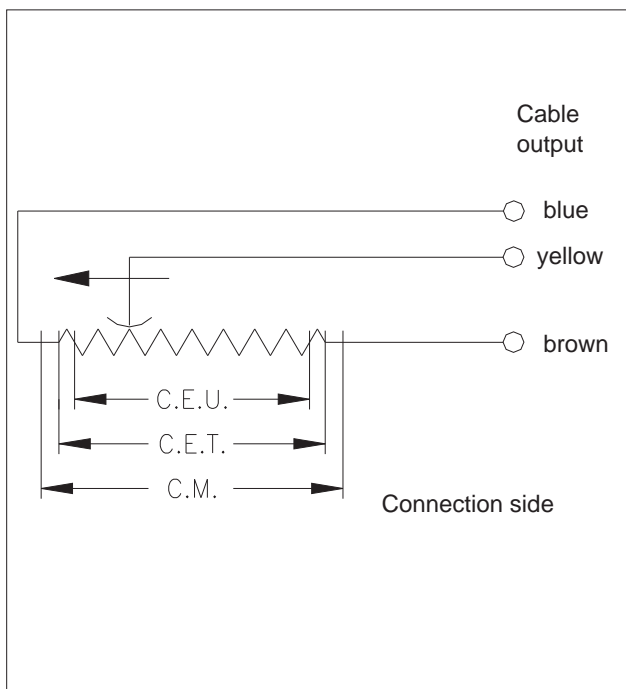 Cable
output
blue
yellow
brown
C.E.U.
C.E.T.
C.M.
Connection side